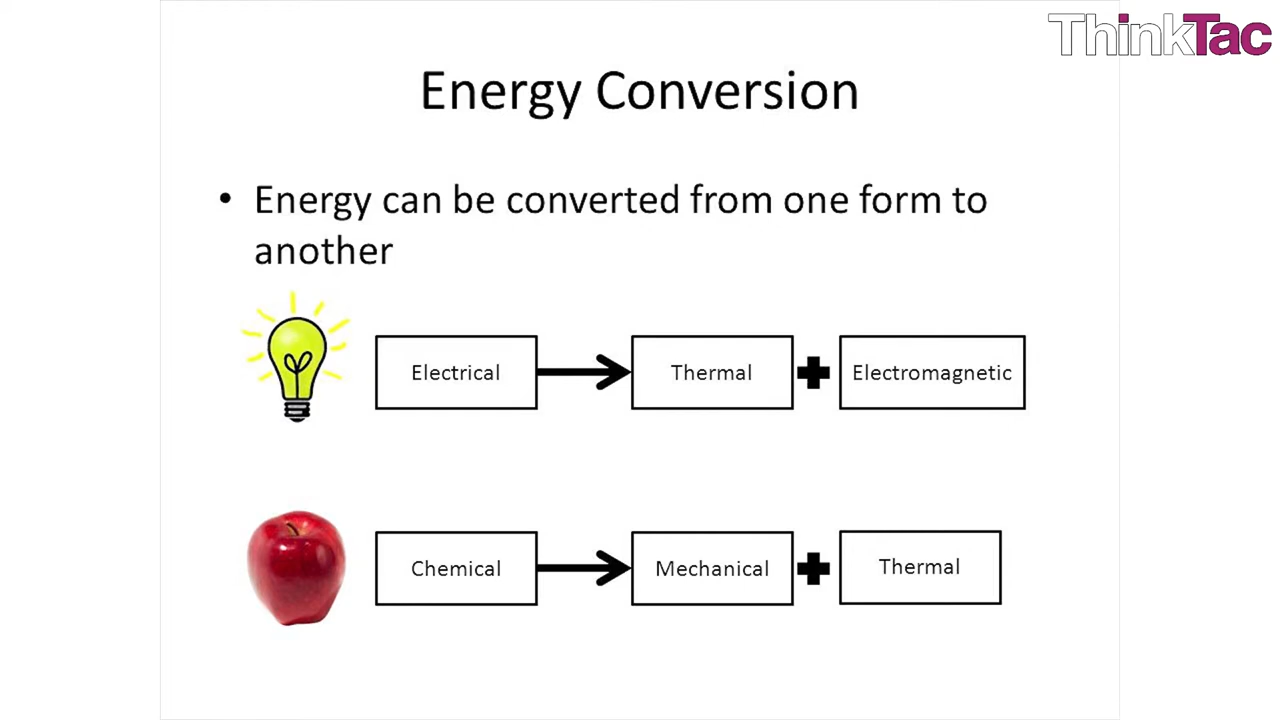 ThinkTac
Energy Conversion
• Energy can be converted from one form to
another
Electrical
Thermal
Electromagnetic
Chemical
Mechanical
Thermal